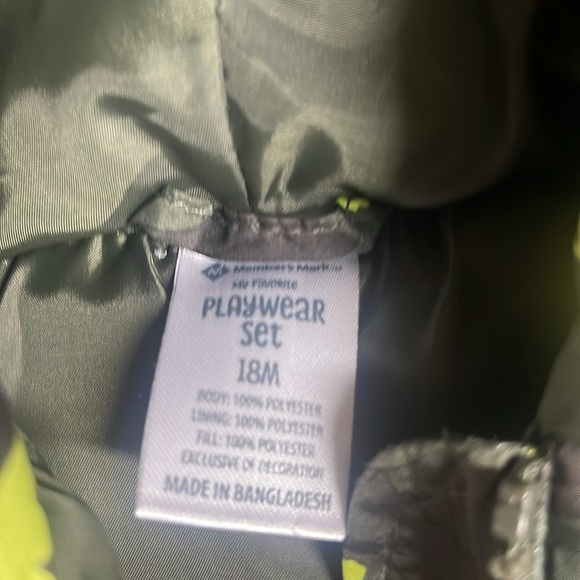 Member's Mark™
MY FAVORITE
PLAYWEAR
SET
18M
BODY: 100% POLYESTER
LINING: 100% POLYESTER
FILL: 100% POLYESTER
EXCLUSIVE OF DECORATION
MADE IN BANGLADESH